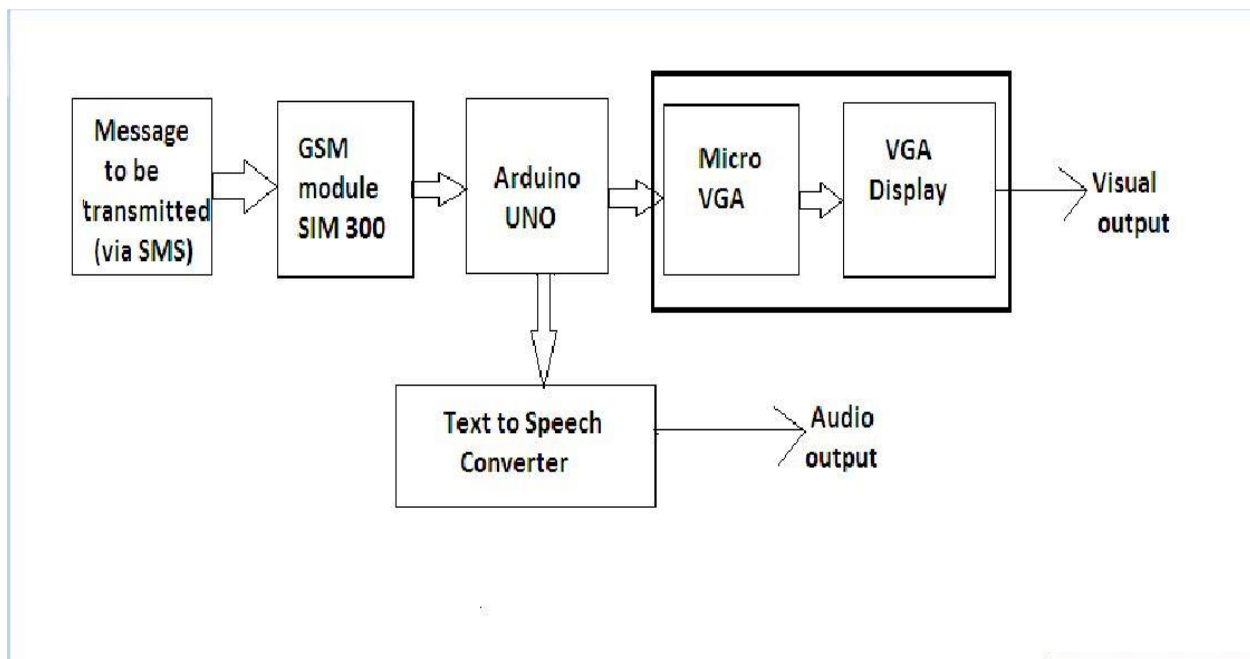 Message
to be
transmitted
(via SMS)
GSM
module
SIM 300
Arduino
UNO
Micro
VGA
VGA
Display
Visual
output
Text to Speech
Converter
Audio
output